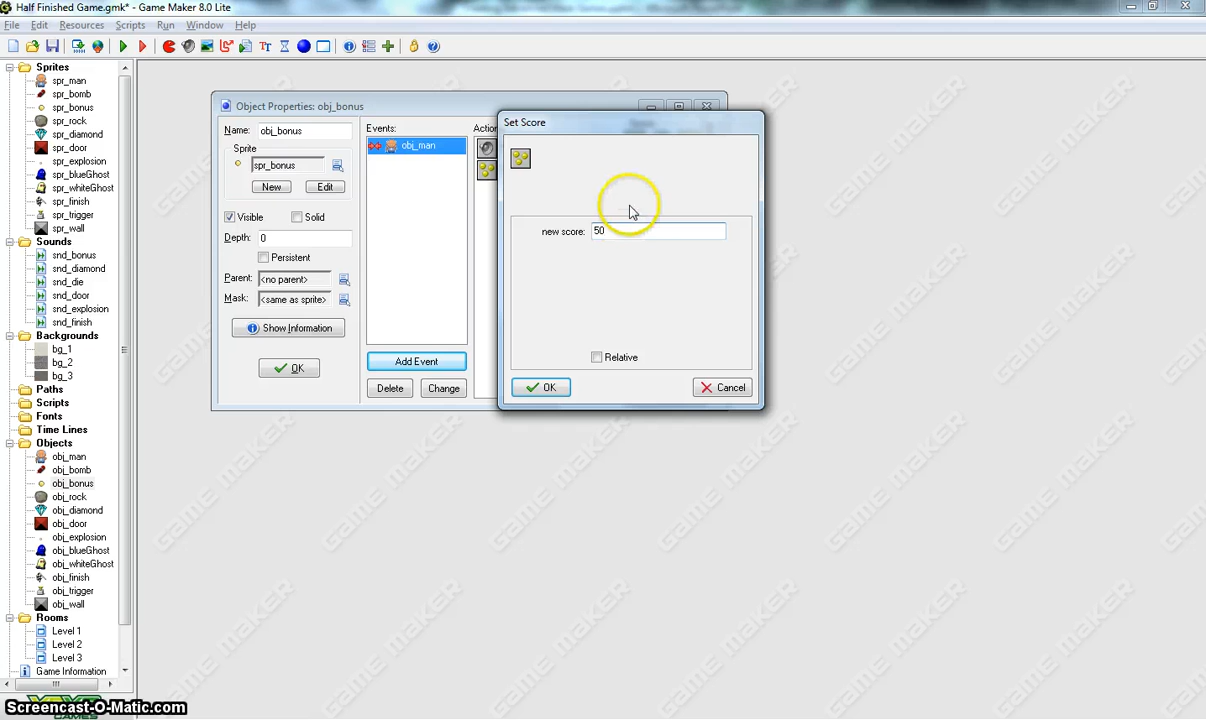 Half Finished Game.gmk* - Game Maker 8.0 Lite
File Edit Resources Scripts Run Window Help
Sprites
spr_man
spr_bomb
spr_bonus
spr_rock
spr_diamond
spr_door
spr_explosion
spr_blueGhost
spr_whiteGhost
spr_finish
spr_trigger
spr_wall
Sounds
snd_bonus
snd_diamond
snd_die
snd_door
snd_explosion
snd_finish
Backgrounds
bg_1
bg_2
bg_3
Paths
Scripts
Fonts
Time Lines
Objects
obj_man
obj_bomb
obj_bonus
obj_rock
obj_diamond
obj_door
obj_explosion
obj_blueGhost
obj_whiteGhost
obj_finish
obj_trigger
obj_wall
Rooms
Level 1
Level 2
Level 3
Game Information
Object Properties: obj_bonus
Name: obj_bonus
Sprite
spr_bonus
New Edit
Visible Solid
Depth: 0
Persistent
Parent: <no parent>
Mask: <same as sprite>
Show Information
OK
Events:
obj_man
Add Event
Delete Change
Set Score
new score: 50
Relative
OK Cancel
GAME MAKER
Screencast-O-Matic.com